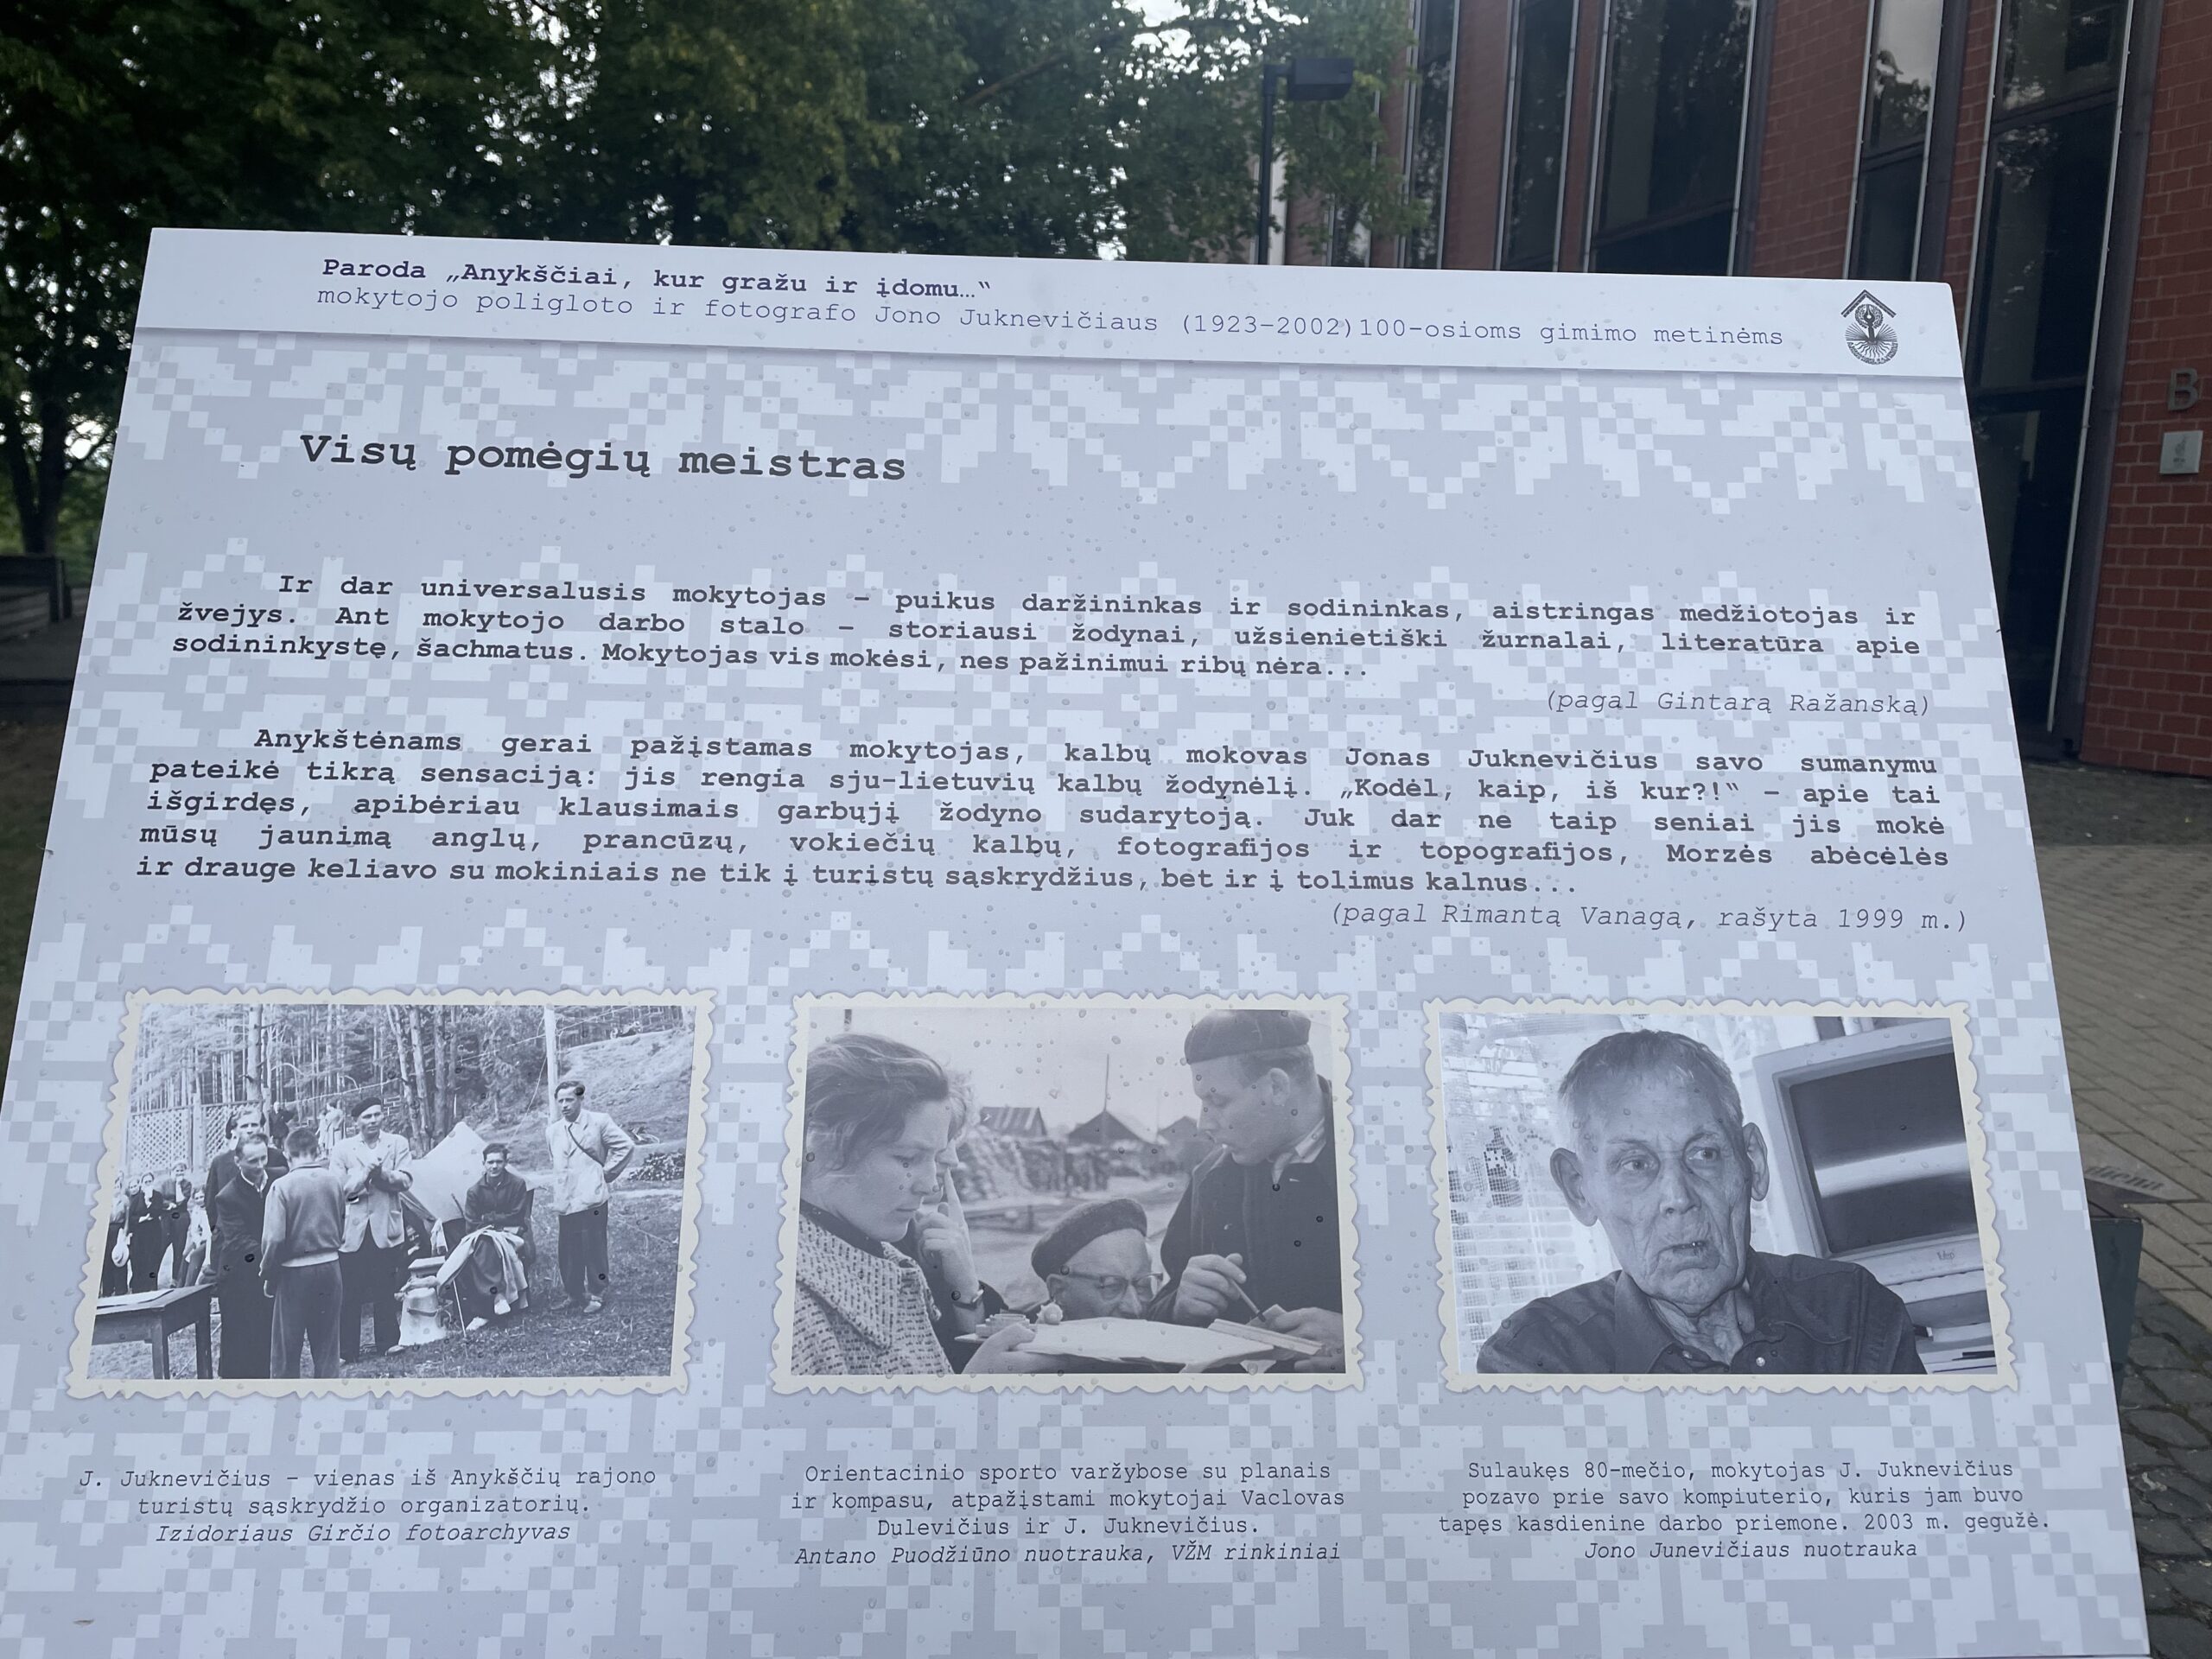 Paroda „Anykščiai, kur gražu ir įdomu…“
mokytojo poligloto ir fotografo Jono Juknevičiaus (1923-2002)100-osioms gimimo metinėms
Visų pomėgių meistras
Ir dar universalusis mokytojas – puikus daržininkas ir sodininkas, aistringas medžiotojas ir
žvejys. Ant mokytojo darbo stalo – storiausi žodynai, užsienietiški žurnalai, literatūra apie
sodininkystę, šachmatus. Mokytojas vis mokėsi, nes pažinimui ribų nėra...
(pagal Gintarą Ražanską)
Anykštėnams gerai pažįstamas mokytojas, kalbų mokovas Jonas Juknevičius savo sumanymu
pateikė tikrą sensaciją: jis rengia sju-lietuvių kalbų žodynėlį. „Kodėl, kaip, iš kur?!“ – apie tai
išgirdęs, apibėriau klausimais garbųjį žodyno sudarytoją. Juk dar ne taip seniai jis mokė
mūsų jaunimą anglų, prancūzų, vokiečių kalbų, fotografijos ir topografijos, Morzės abėcėlės
ir drauge keliavo su mokiniais ne tik į turistų sąskrydžius, bet ir į tolimus kalnus...
(pagal Rimantą Vanagą, rašyta 1999 m.)
J. Juknevičius – vienas iš Anykščių rajono
turistų sąskrydžio organizatorių.
Izidoriaus Girčio fotoarchyvas
Orientacinio sporto varžybose su planais
ir kompasu, atpažįstami mokytojai Vaclovas
Dulevičius ir J. Juknevičius.
Antano Puodžiūno nuotrauka, VŽM rinkiniai
Sulaukęs 80-mečio, mokytojas J. Juknevičius
pozavo prie savo kompiuterio, kuris jam buvo
tapęs kasdienine darbo priemone. 2003 m. gegužė.
Jono Junevičiaus nuotrauka
B